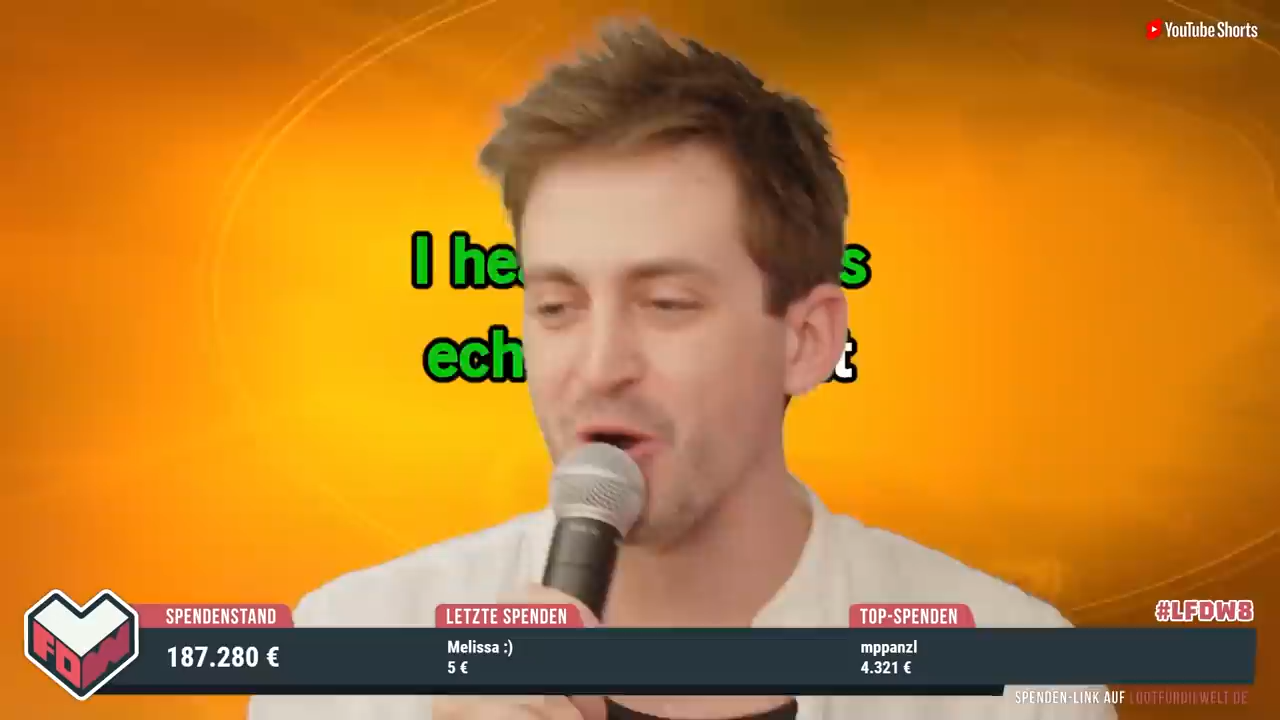 YouTube Shorts
I he
s
ech
t
#LFDW8
SPENDENSTAND
LETZTE SPENDEN
TOP-SPENDEN
FDW
187.280 €
Melissa :)
5 €
mppanzl
4.321 €
SPENDEN-LINK AUF LOOTFÜRDIEWELT.DE